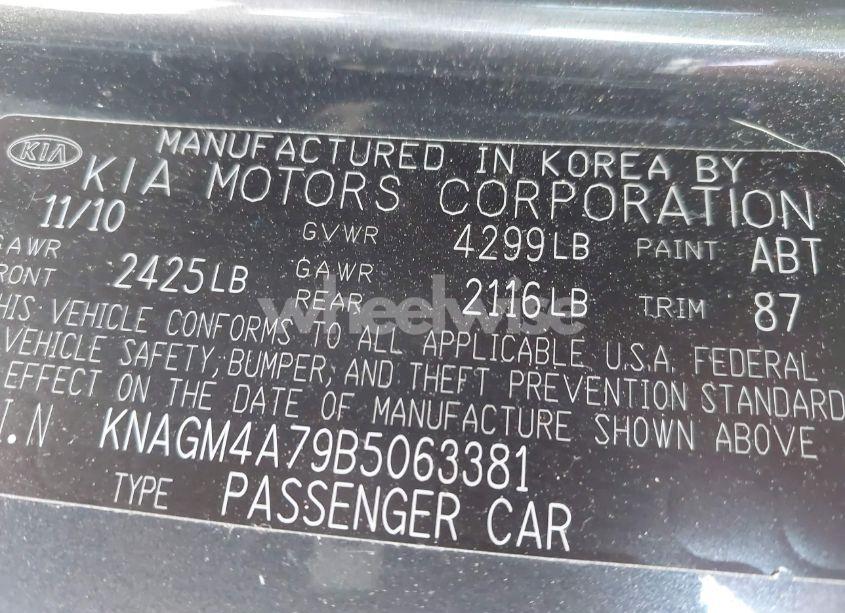 KIA
MANUFACTURED IN KOREA BY
KIA MOTORS CORPORATION
11/10 GVWR 4299LB PAINT ABT
GAWR FRONT 2425LB GAWR REAR 2116LB TRIM 87
THIS VEHICLE CONFORMS TO ALL APPLICABLE U.S.A. FEDERAL
VEHICLE SAFETY, BUMPER, AND THEFT PREVENTION STANDARD
EFFECT ON THE DATE OF MANUFACTURE SHOWN ABOVE
V.I.N KNAGM4A79B5063381
TYPE PASSENGER CAR
wheelwise